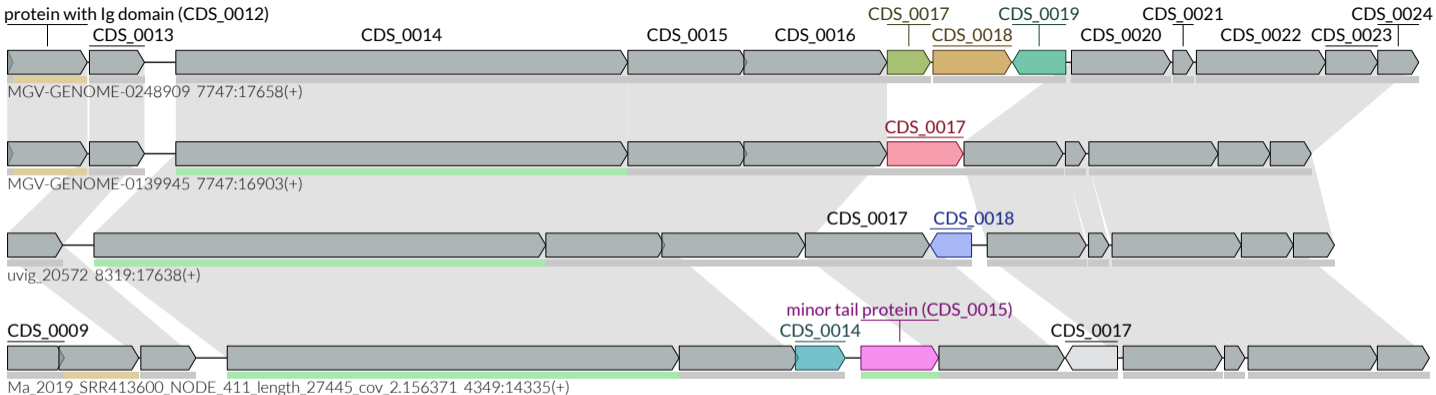 protein with Ig domain (CDS_0012) CDS_0017 CDS_0019 CDS_0021 CDS_0024
CDS_0013 CDS_0014 CDS_0015 CDS_0016 CDS_0018 CDS_0020 CDS_0022 CDS_0023
MGV-GENOME-0248909 7747:17658(+)
CDS_0017
MGV-GENOME-0139945 7747:16903(+)
CDS_0017 CDS_0018
uvig_20572 8319:17638(+)
minor tail protein (CDS_0015)
CDS_0009 CDS_0014 CDS_0017
Ma_2019_SRR413600_NODE_411_length_27445_cov_2.156371 4349:14335(+)